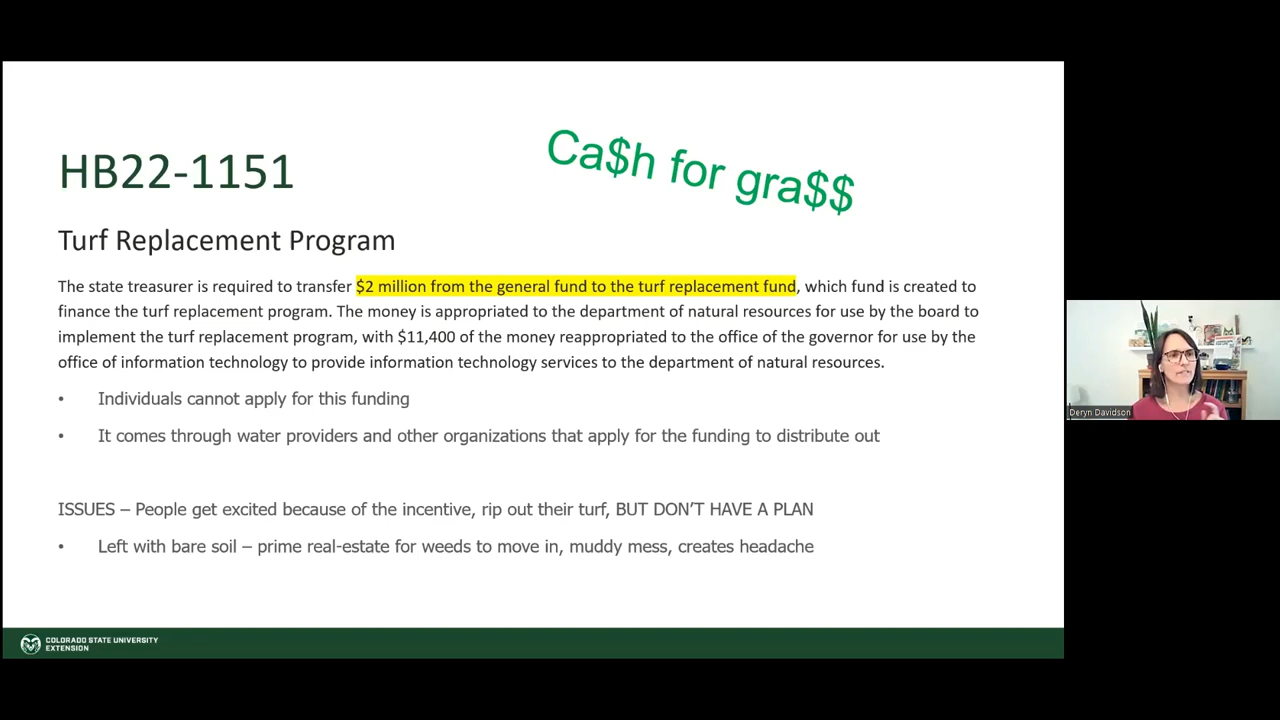 Ca$h for gra$$
HB22-1151
Turf Replacement Program
The state treasurer is required to transfer $2 million from the general fund to the turf replacement fund, which fund is created to
finance the turf replacement program. The money is appropriated to the department of natural resources for use by the board to
implement the turf replacement program, with $11,400 of the money reappropriated to the office of the governor for use by the
office of information technology to provide information technology services to the department of natural resources.
• Individuals cannot apply for this funding
• It comes through water providers and other organizations that apply for the funding to distribute out
ISSUES – People get excited because of the incentive, rip out their turf, BUT DON’T HAVE A PLAN
• Left with bare soil – prime real-estate for weeds to move in, muddy mess, creates headache
COLORADO STATE UNIVERSITY
EXTENSION
Deryn Davidson